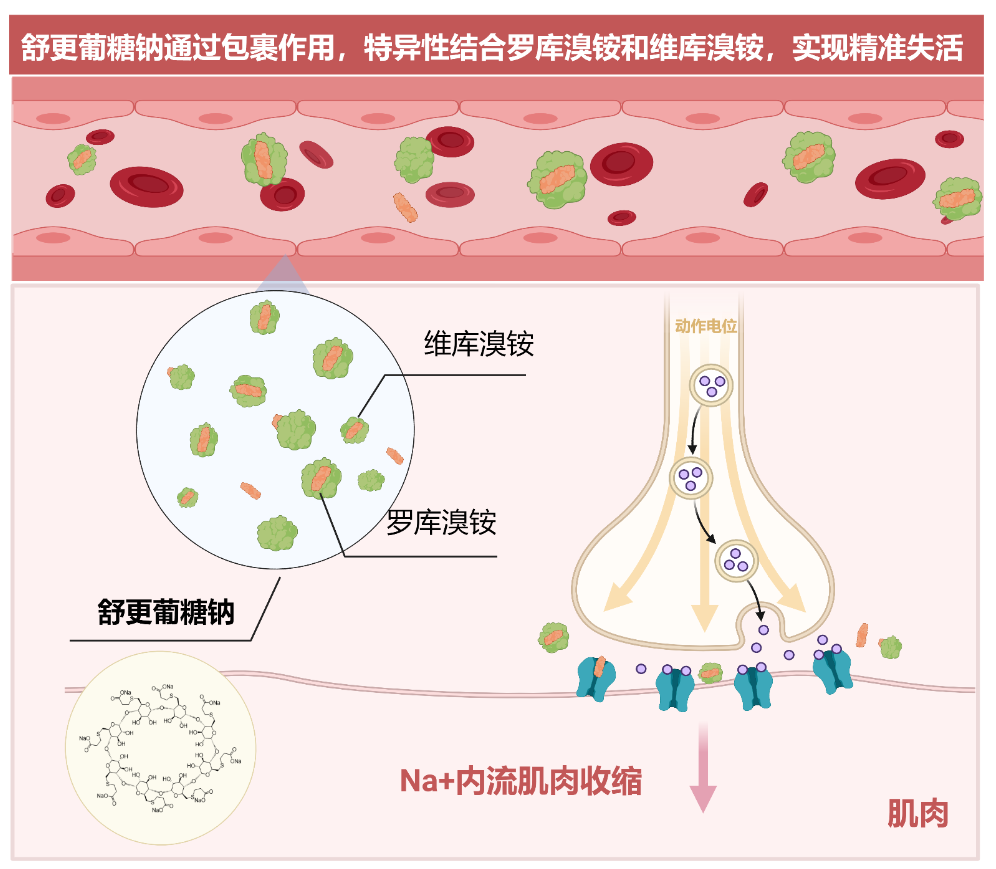 舒更葡糖钠通过包裹作用，特异性结合罗库溴铵和维库溴铵，实现精准失活
动作电位
维库溴铵
罗库溴铵
舒更葡糖钠
Na+内流肌肉收缩
肌肉